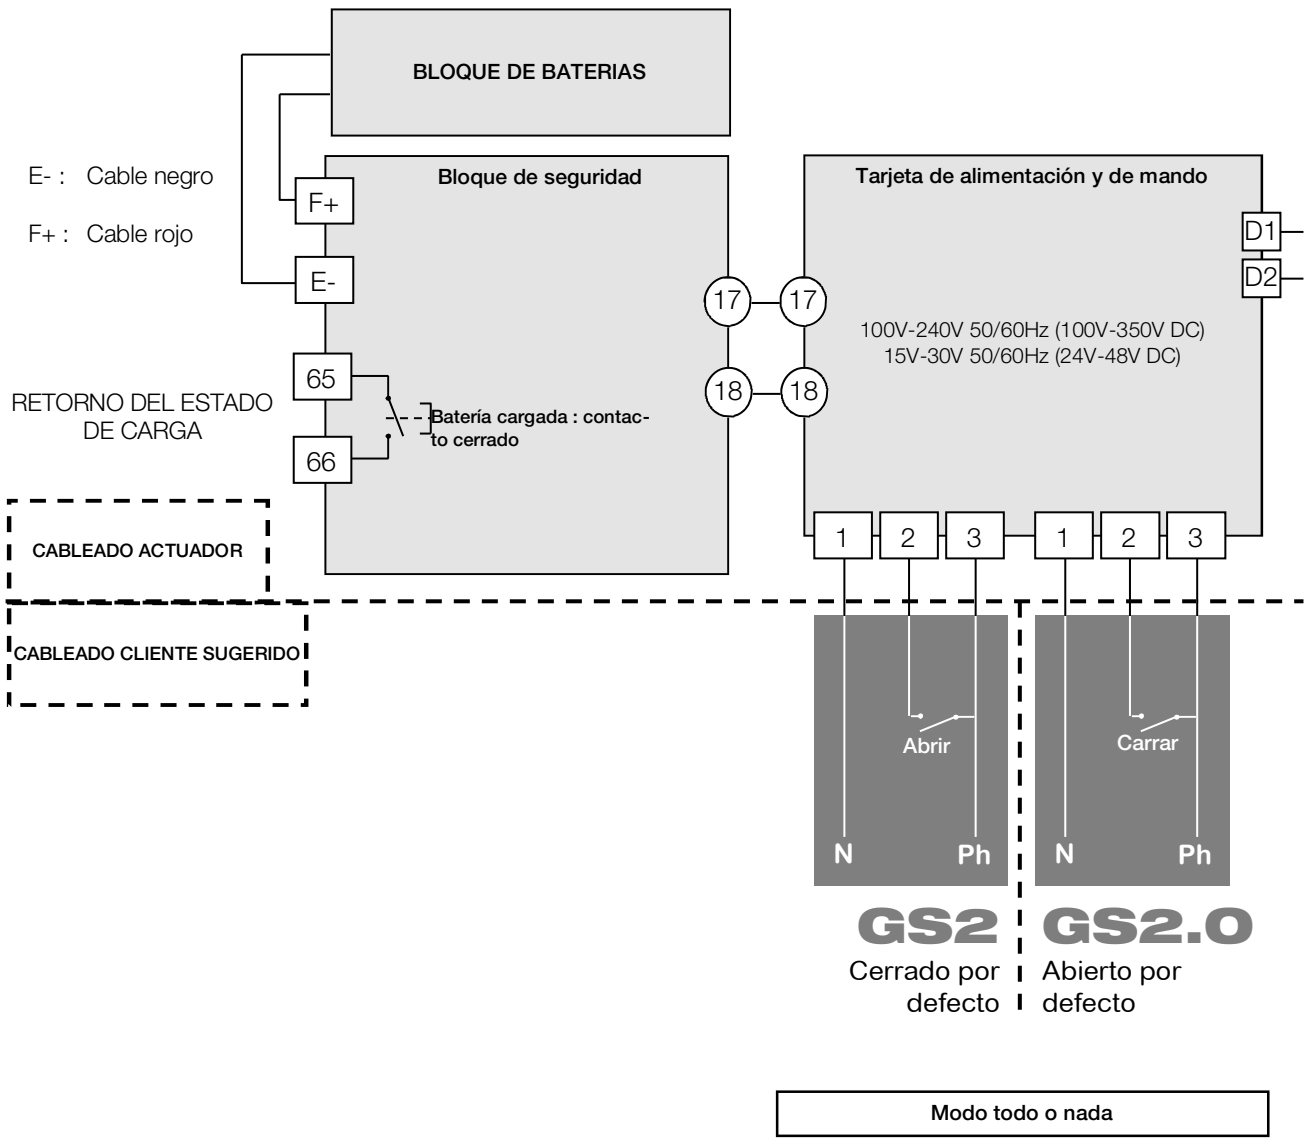 BLOQUE DE BATERIAS
E- : Cable negro
F+ : Cable rojo
F+
E-
Bloque de seguridad
Tarjeta de alimentación y de mando
D1
D2
17
17
18
18
100V-240V 50/60Hz (100V-350V DC)
15V-30V 50/60Hz (24V-48V DC)
65
66
RETORNO DEL ESTADO
DE CARGA
Batería cargada : contac-
to cerrado
1
2
3
1
2
3
CABLEADO ACTUADOR
CABLEADO CLIENTE SUGERIDO
Abrir
N
Ph
Carrar
N
Ph
GS2
Cerrado por
defecto
GS2.0
Abierto por
defecto
Modo todo o nada